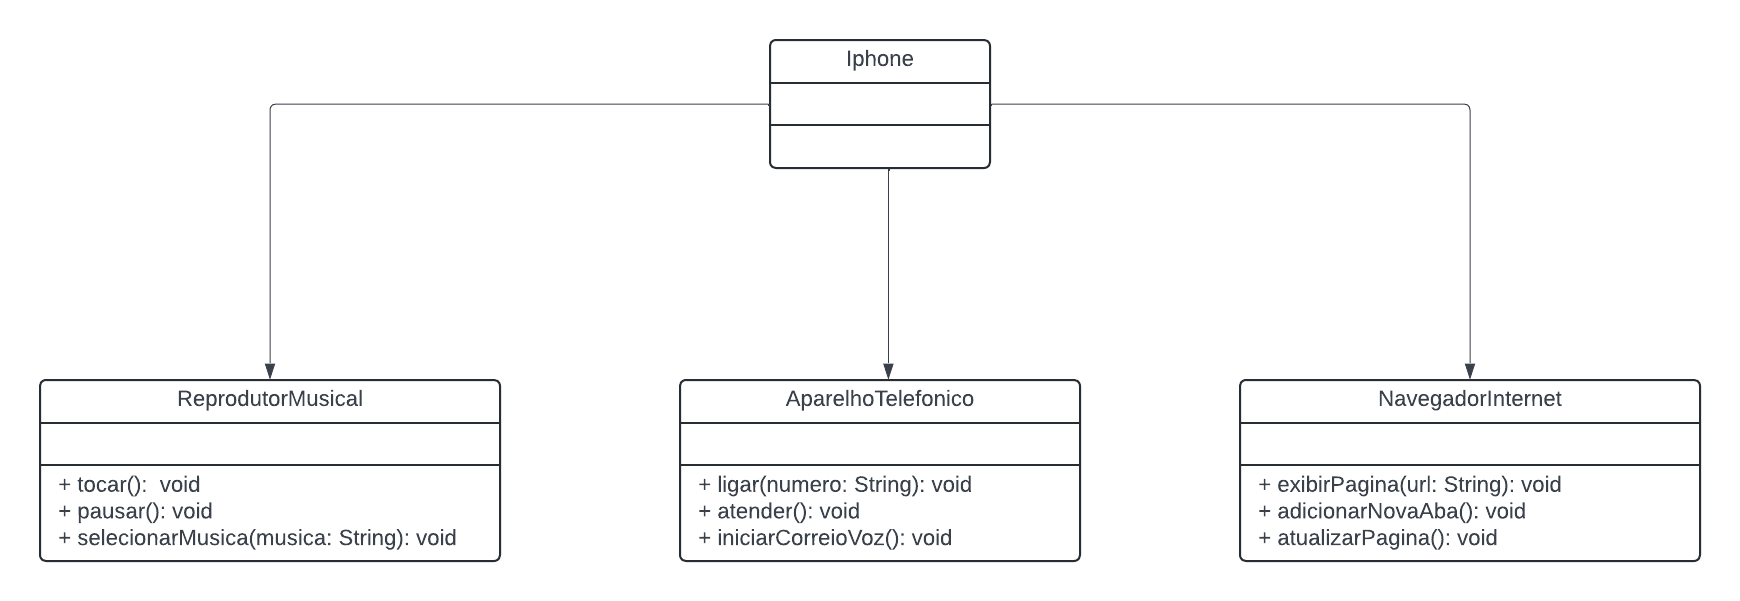 Iphone
ReprodutorMusical
+ tocar():  void
+ pausar(): void
+ selecionarMusica(musica: String): void
AparelhoTelefonico
+ ligar(numero: String): void
+ atender(): void
+ iniciarCorreioVoz(): void
NavegadorInternet
+ exibirPagina(url: String): void
+ adicionarNovaAba(): void
+ atualizarPagina(): void